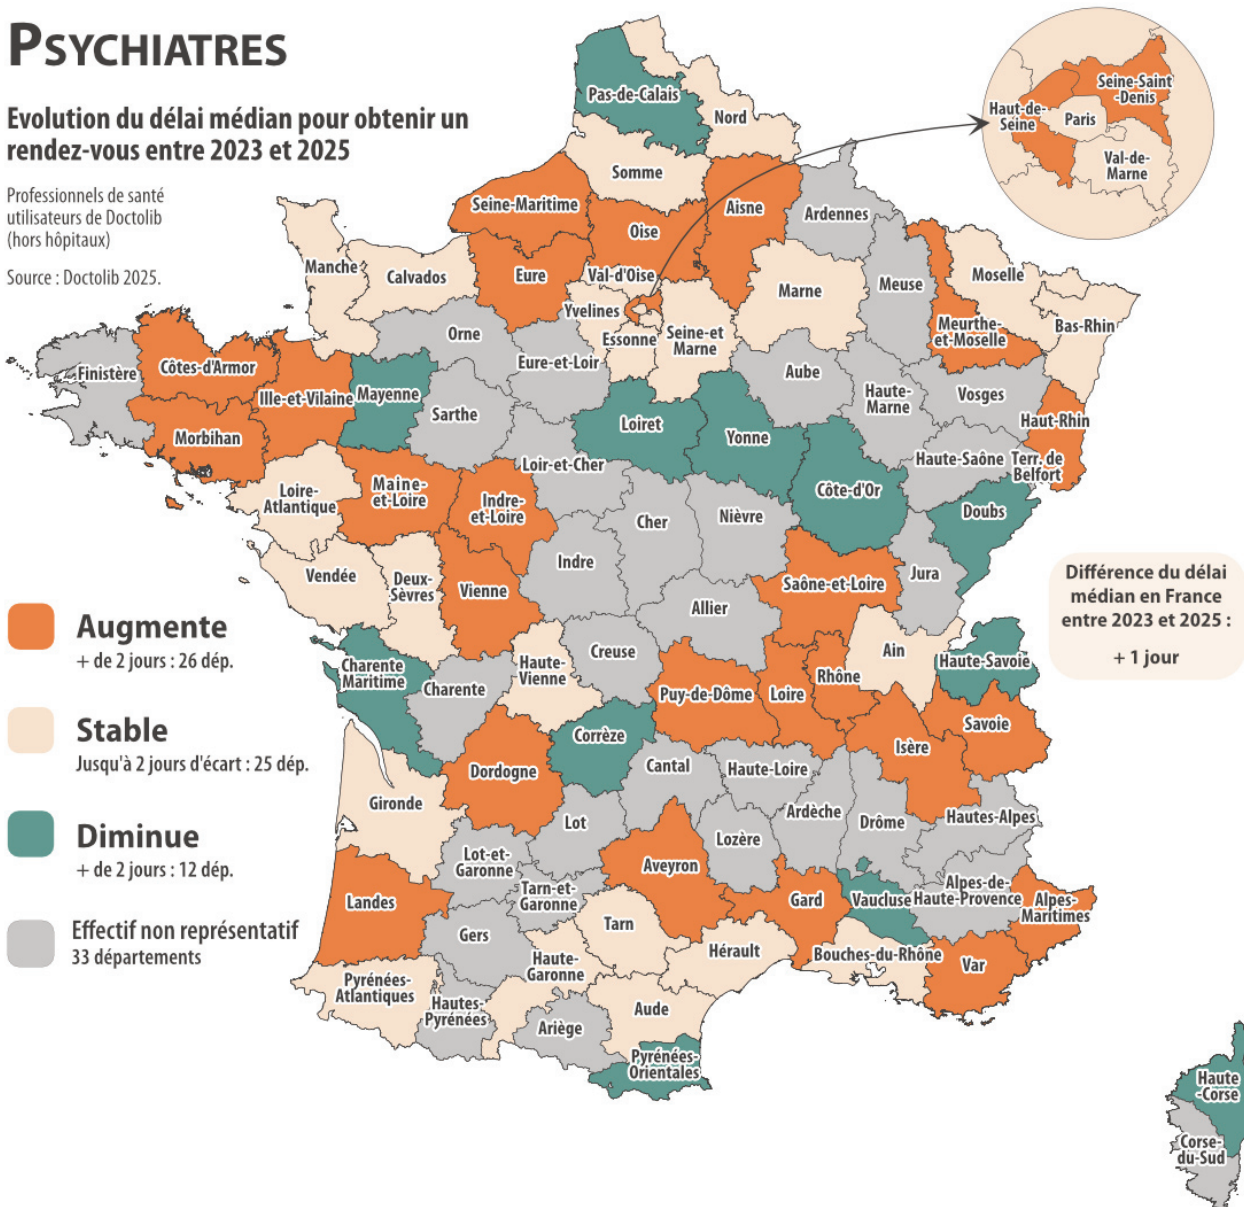 PSYCHIATRES
Evolution du délai médian pour obtenir un
rendez-vous entre 2023 et 2025
Professionnels de santé
utilisateurs de Doctolib
(hors hôpitaux)
Source : Doctolib 2025.
Pas-de-Calais
Nord
Somme
Seine-Maritime
Oise
Aisne
Ardennes
Haut-de-
Seine
Seine-Saint
-Denis
Paris
Val-de-
Marne
Manche
Calvados
Eure
Val-d'Oise
Marne
Meuse
Moselle
Meurthe-
et-Moselle
Bas-Rhin
Yvelines
Essonne
Seine-et
Marne
Orne
Eure-et-Loir
Aube
Haute-
Marne
Vosges
Haut-Rhin
Finistère
Côtes-d'Armor
Ille-et-Vilaine
Mayenne
Sarthe
Morbihan
Loiret
Yonne
Haute-Saône
Terr. de
Belfort
Loire-
Atlantique
Maine-
et-Loire
Indre-
et-Loire
Loir-et-Cher
Cher
Nièvre
Côte-d'Or
Doubs
Vendée
Deux-
Sèvres
Vienne
Indre
Allier
Saône-et-Loire
Jura
Charente
Maritime
Charente
Haute-
Vienne
Creuse
Puy-de-Dôme
Loire
Rhône
Ain
Haute-Savoie
Savoie
Isère
Corrèze
Dordogne
Cantal
Haute-Loire
Gironde
Lot
Lozère
Ardèche
Drôme
Hautes-Alpes
Lot-et-
Garonne
Aveyron
Landes
Tarn-et-
Garonne
Gers
Tarn
Gard
Vaucluse
Alpes-de-
Haute-Provence
Alpes-
Maritimes
Haute-
Garonne
Hérault
Bouches-du-Rhône
Var
Pyrénées-
Atlantiques
Hautes-
Pyrénées
Ariège
Aude
Pyrénées-
Orientales
Haute
-Corse
Corse-
du-Sud
Augmente
+ de 2 jours : 26 dép.
Stable
Jusqu'à 2 jours d'écart : 25 dép.
Diminue
+ de 2 jours : 12 dép.
Effectif non représentatif
33 départements
Différence du délai
médian en France
entre 2023 et 2025 :
+ 1 jour